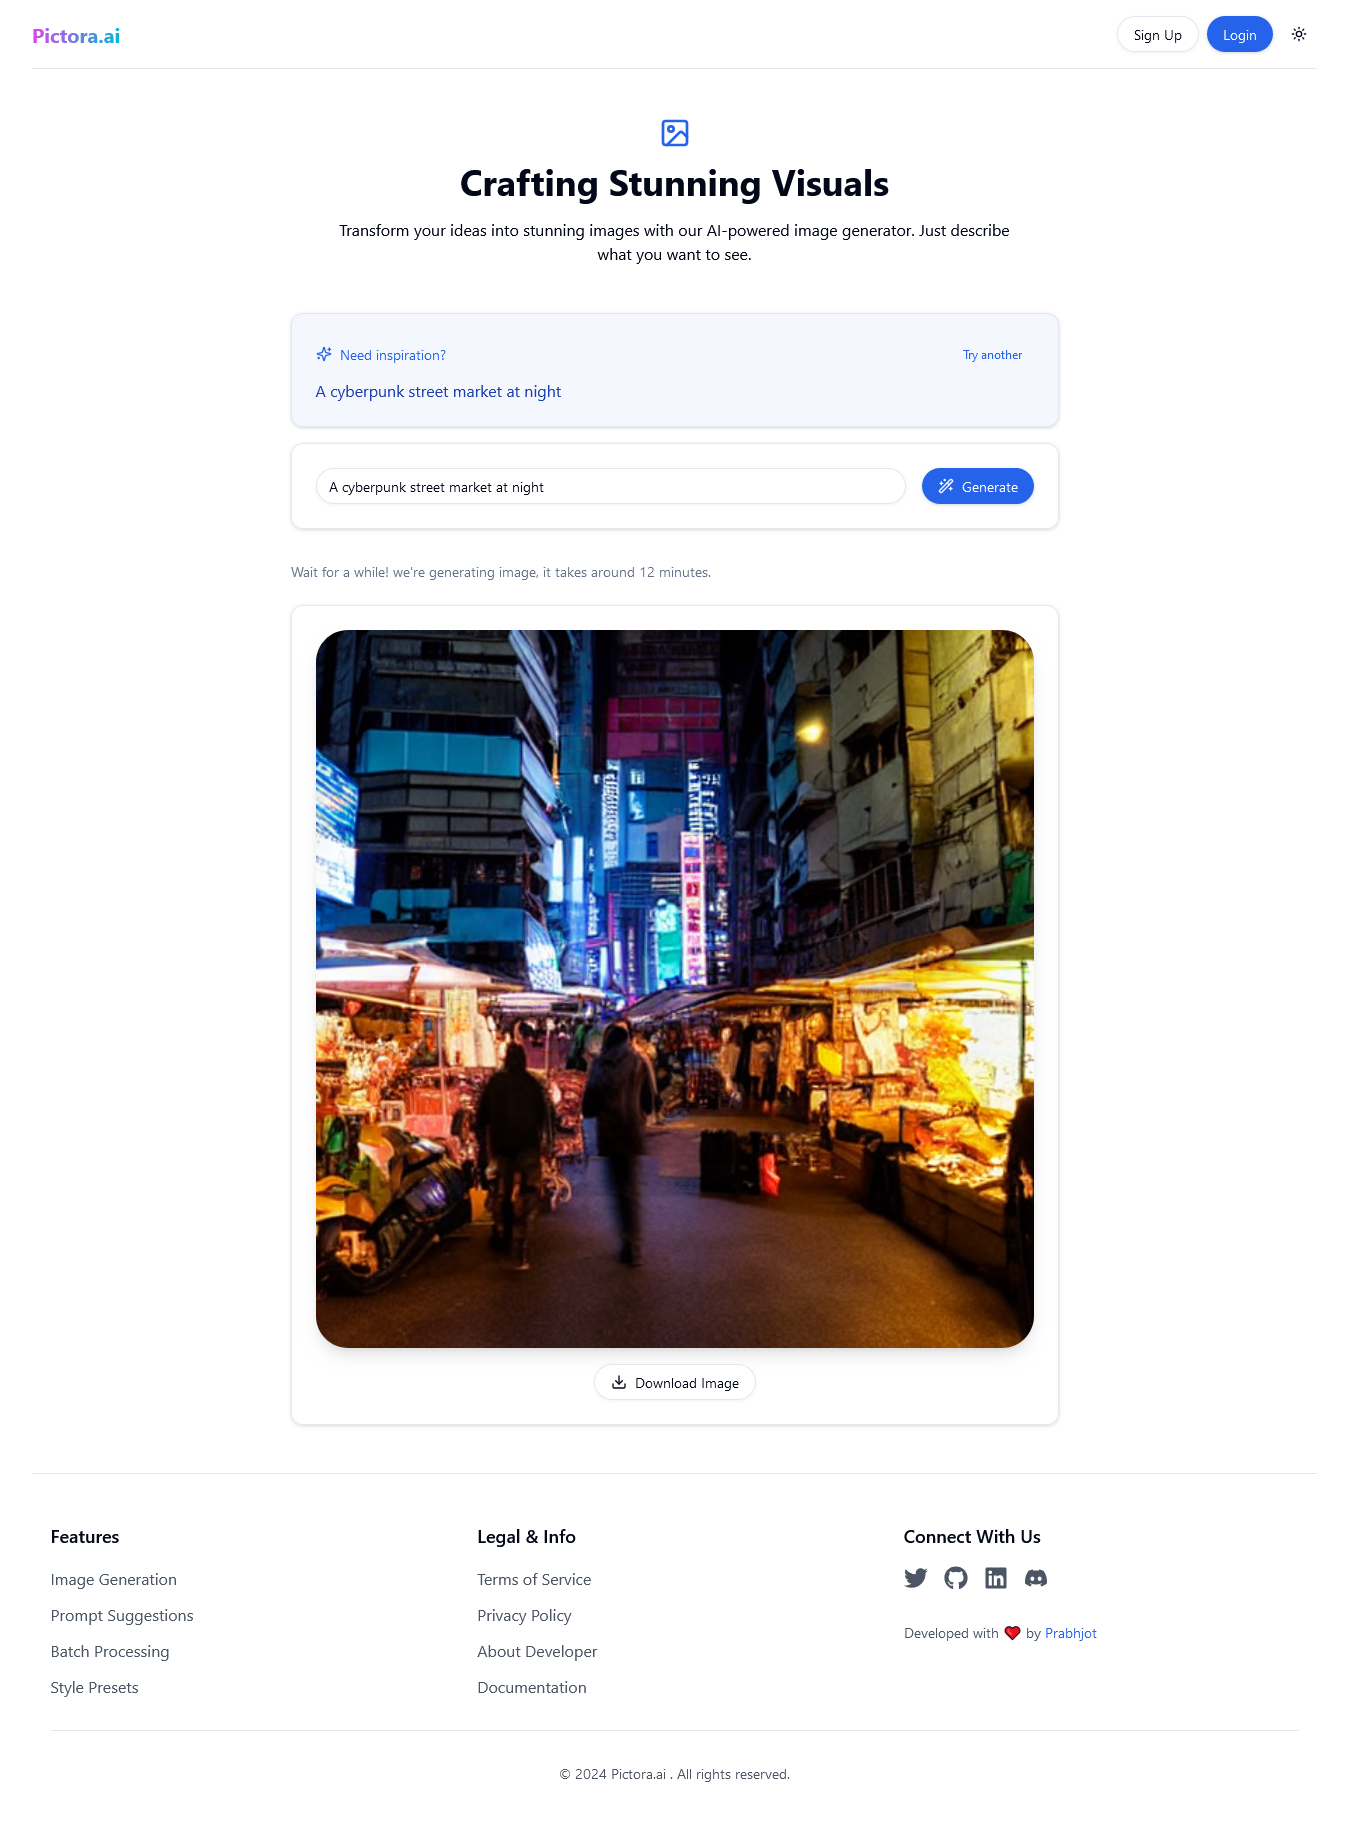 Pictora.ai
Sign Up
Login
Crafting Stunning Visuals
Transform your ideas into stunning images with our AI-powered image generator. Just describe
what you want to see.
Need inspiration?
Try another
A cyberpunk street market at night
A cyberpunk street market at night
Generate
Wait for a while! we're generating image, it takes around 12 minutes.
Download Image
Features
Image Generation
Prompt Suggestions
Batch Processing
Style Presets
Legal & Info
Terms of Service
Privacy Policy
About Developer
Documentation
Connect With Us
Developed with ❤️ by Prabhjot
© 2024 Pictora.ai . All rights reserved.